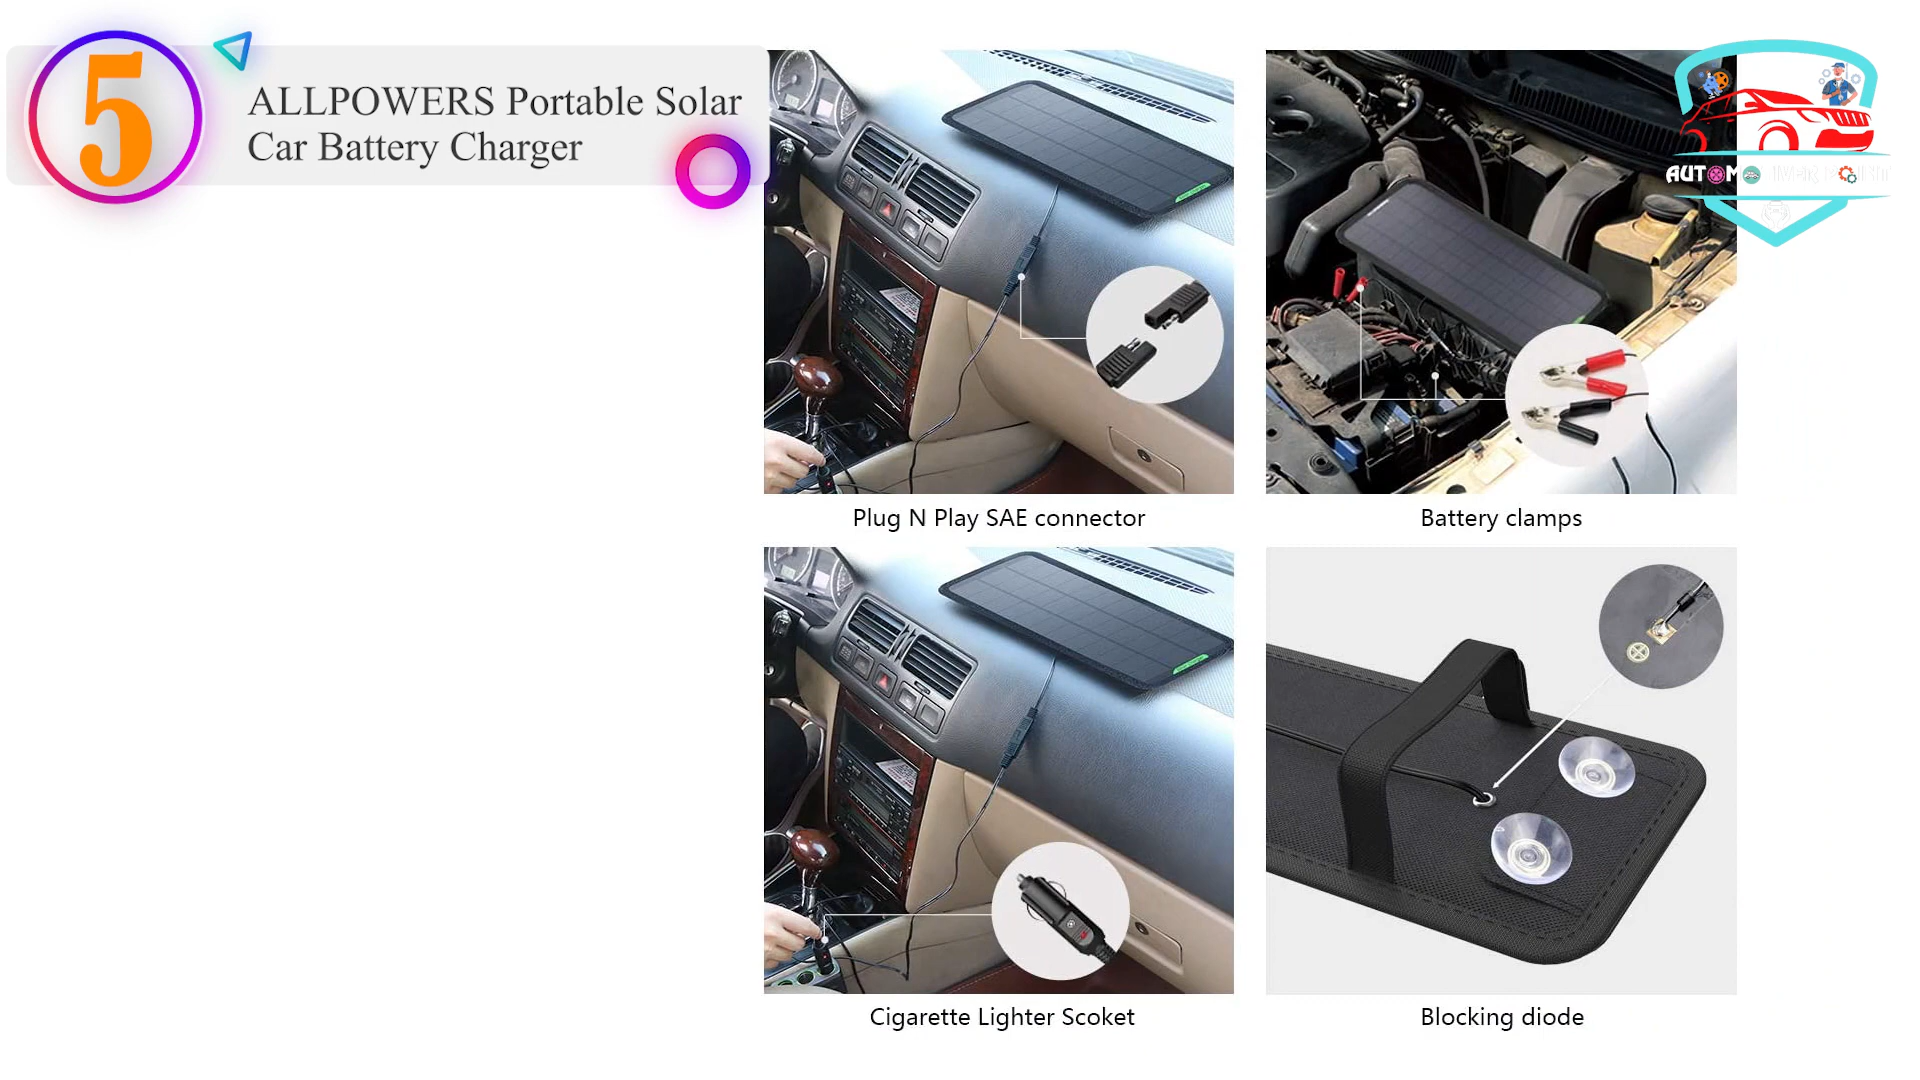 5
ALLPOWERS Portable Solar
Car Battery Charger
Plug N Play SAE connector
Battery clamps
Cigarette Lighter Scoket
Blocking diode